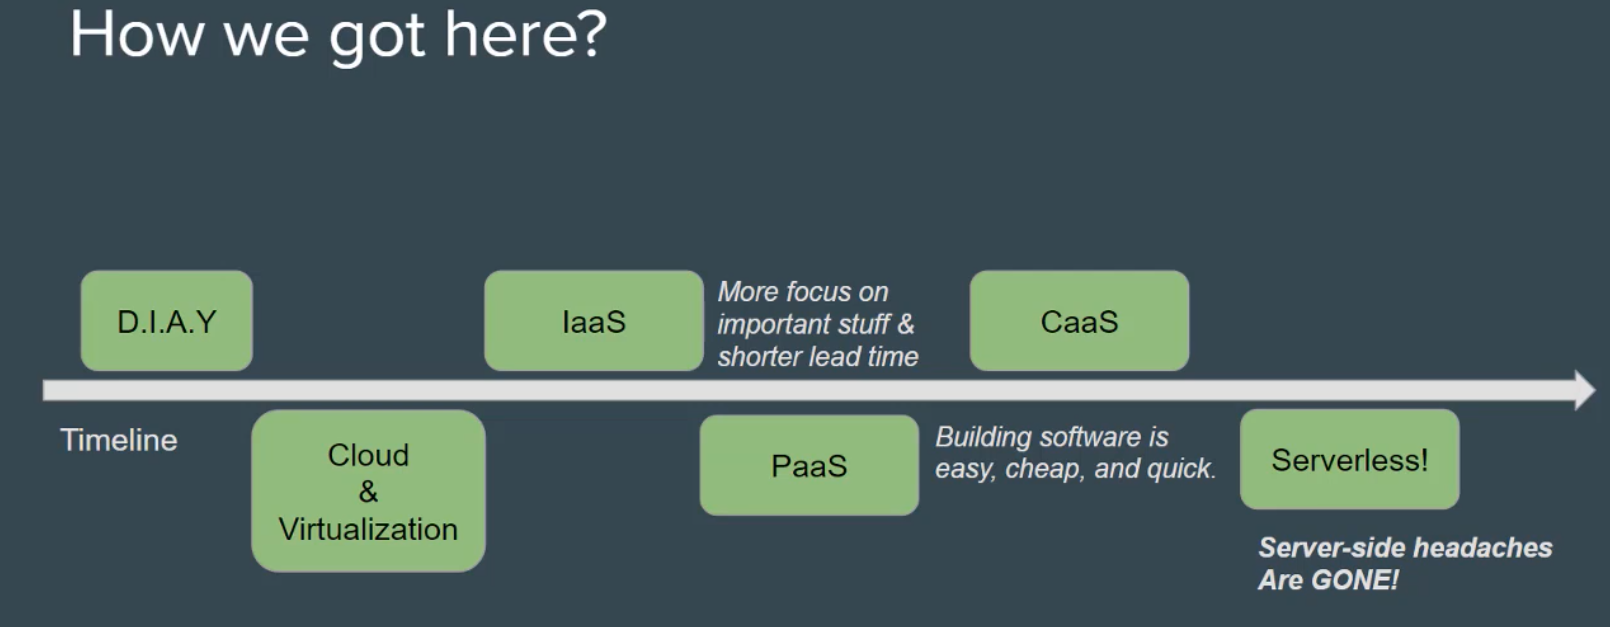 How we got here?
D.I.A.Y
IaaS
More focus on
important stuff &
shorter lead time
CaaS
Timeline
Cloud
&
Virtualization
PaaS
Building software is
easy, cheap, and quick.
Serverless!
Server-side headaches
Are GONE!